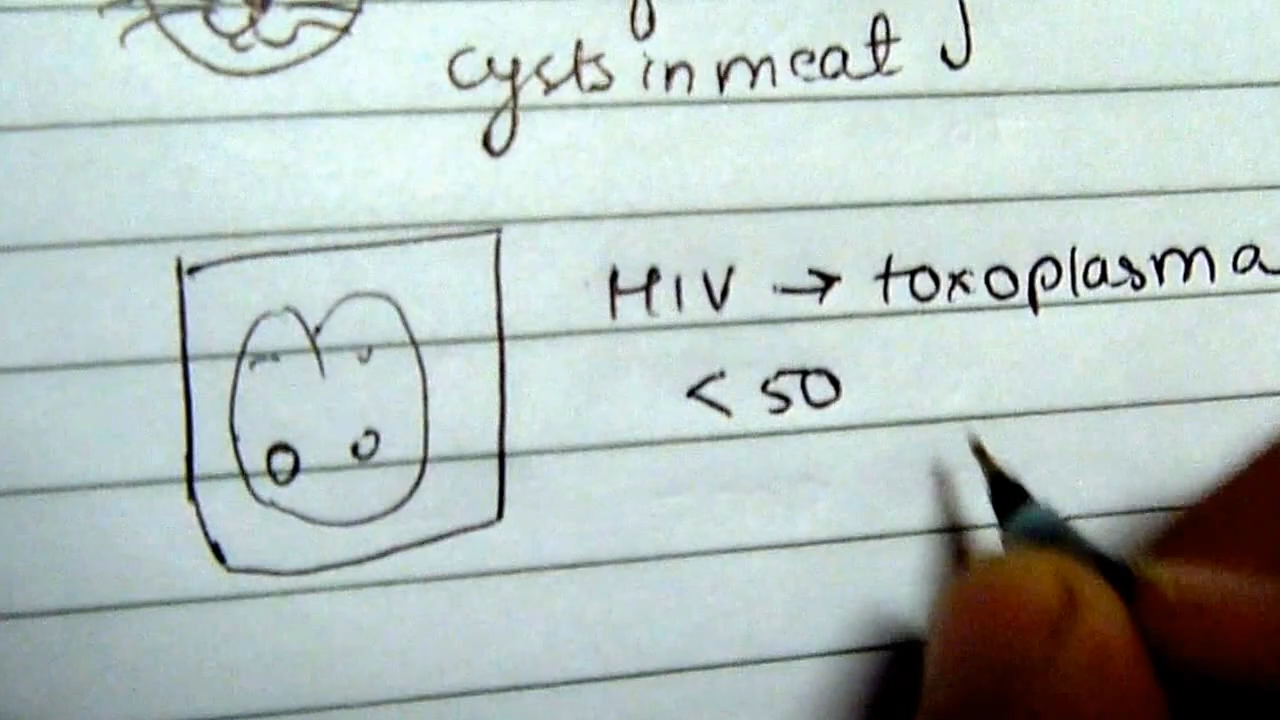 cysts in meat
HIV → toxoplasma
< 50